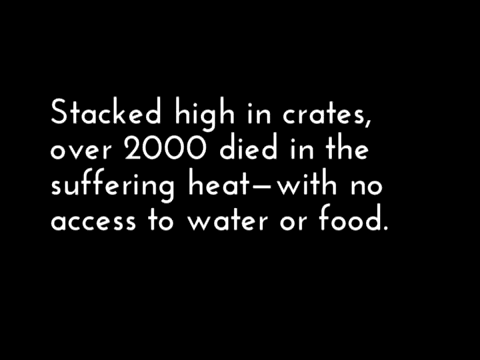 Stacked high in crates,
over 2000 died in the
suffering heat—with no
access to water or food.